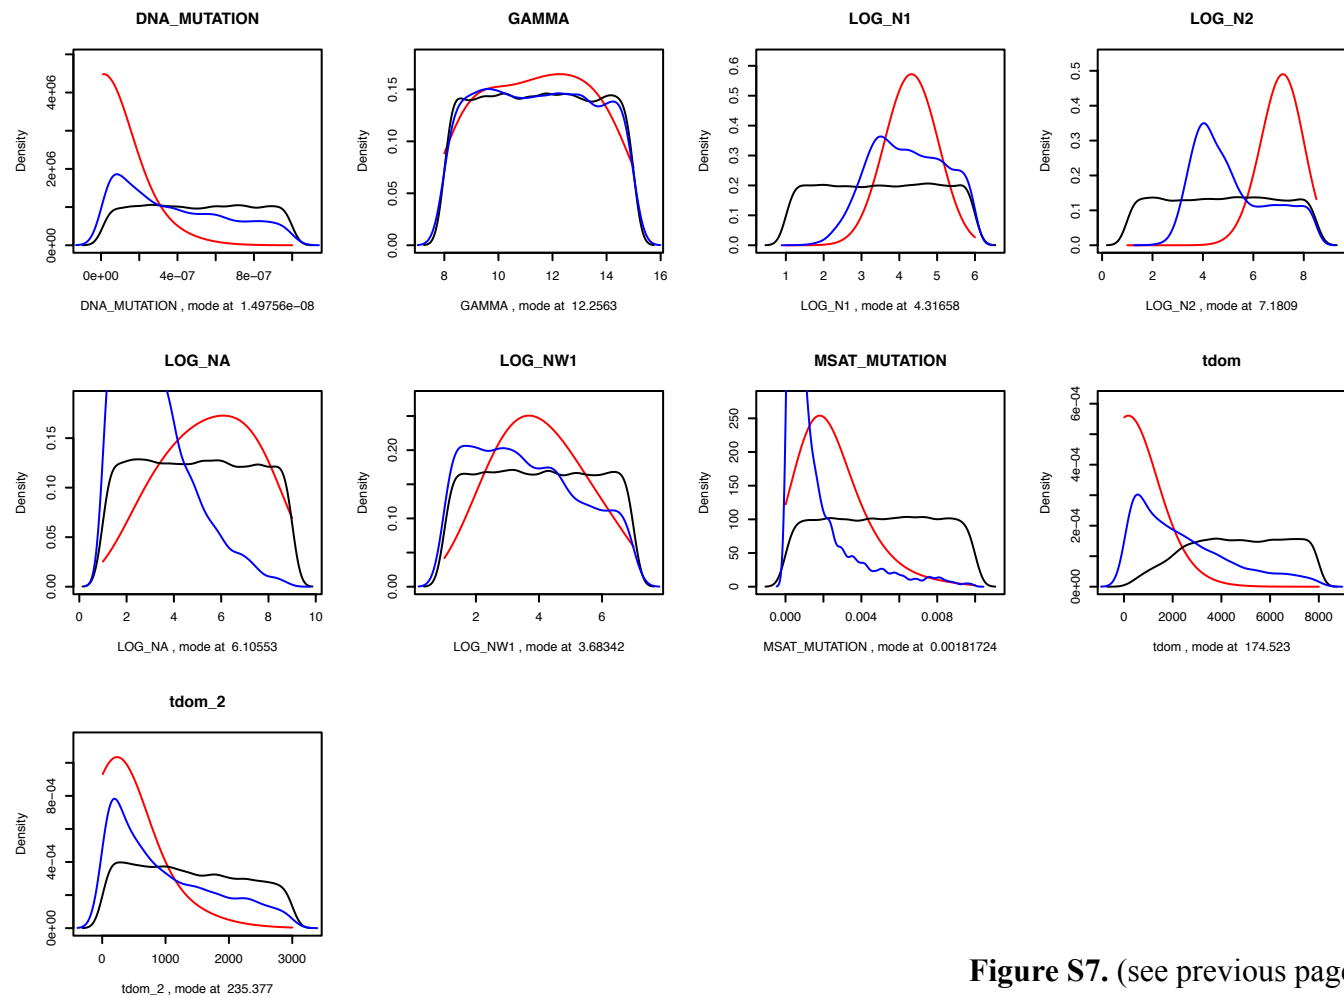 DNA_MUTATION
GAMMA
LOG_N1
LOG_N2
Density
0e+00 2e+06 4e+06
0e+00 4e−07 8e−07
DNA_MUTATION , mode at 1.49756e−08
Density
0.00 0.05 0.10 0.15
8 10 12 14 16
GAMMA , mode at 12.2563
Density
0.0 0.1 0.2 0.3 0.4 0.5 0.6
1 2 3 4 5 6
LOG_N1 , mode at 4.31658
Density
0.0 0.1 0.2 0.3 0.4 0.5
0 2 4 6 8
LOG_N2 , mode at 7.1809
LOG_NA
LOG_NW1
MSAT_MUTATION
tdom
Density
0.00 0.05 0.10 0.15
0 2 4 6 8 10
LOG_NA , mode at 6.10553
Density
0.00 0.10 0.20
2 4 6
LOG_NW1 , mode at 3.68342
Density
0 50 100 150 200 250
0.000 0.004 0.008
MSAT_MUTATION , mode at 0.00181724
Density
0e+00 2e−04 4e−04 6e−04
0 2000 4000 6000 8000
tdom , mode at 174.523
tdom_2
Density
0e+00 4e−04 8e−04
0 1000 2000 3000
tdom_2 , mode at 235.377
Figure S7. (see previous page